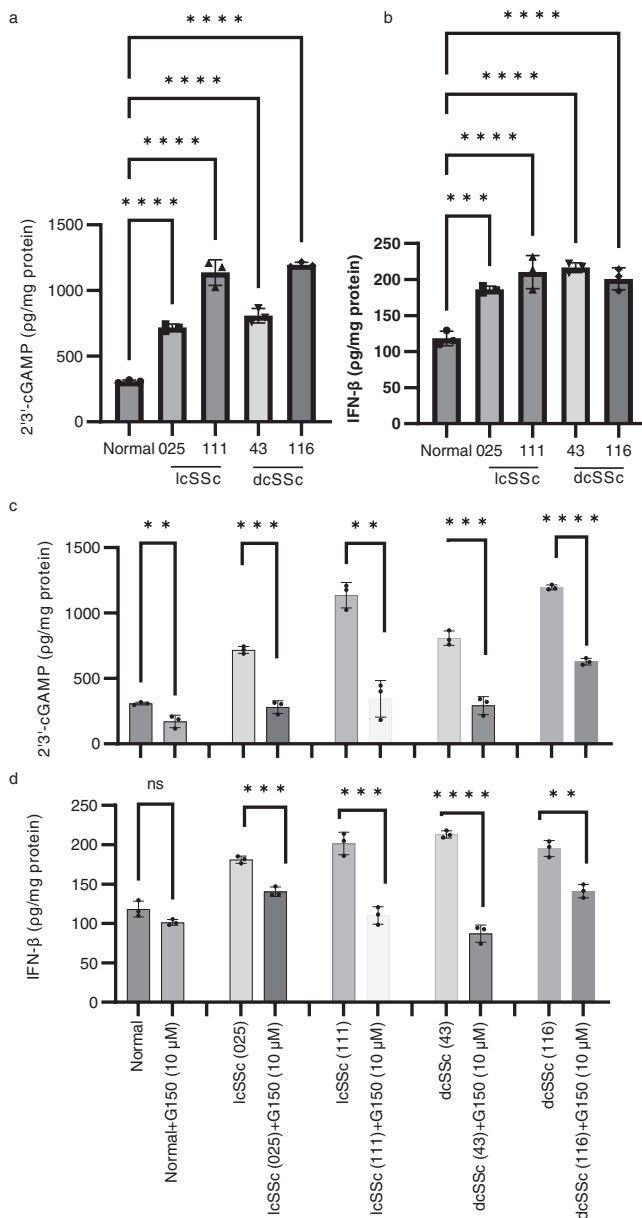 a
* * * *
* * * *
* * * *
* * * *
2'3'-cGAMP (ρg/mg protein)
1500
1000
500
0
Normal 025 111 43 116
lcSSc dcSSc
b
* * * *
* * * *
* * * *
* * *
IFN-β (ρg/mg protein)
250
200
150
100
50
0
Normal 025 111 43 116
lcSSc dcSSc
c
* * * * * * * * * * * * * *
2'3'-cGAMP (ρg/mg protein)
1500
1000
500
0
d
ns * * * * * * * * * * * *
IFN-β (ρg/mg protein)
250
200
150
100
50
0
Normal
Normal+G150 (10 μM)
lcSSc (025)
lcSSc (025)+G150 (10 μM)
lcSSc (111)
lcSSc (111)+G150 (10 μM)
dcSSc (43)
dcSSc (43)+G150 (10 μM)
dcSSc (116)
dcSSc (116)+G150 (10 μM)